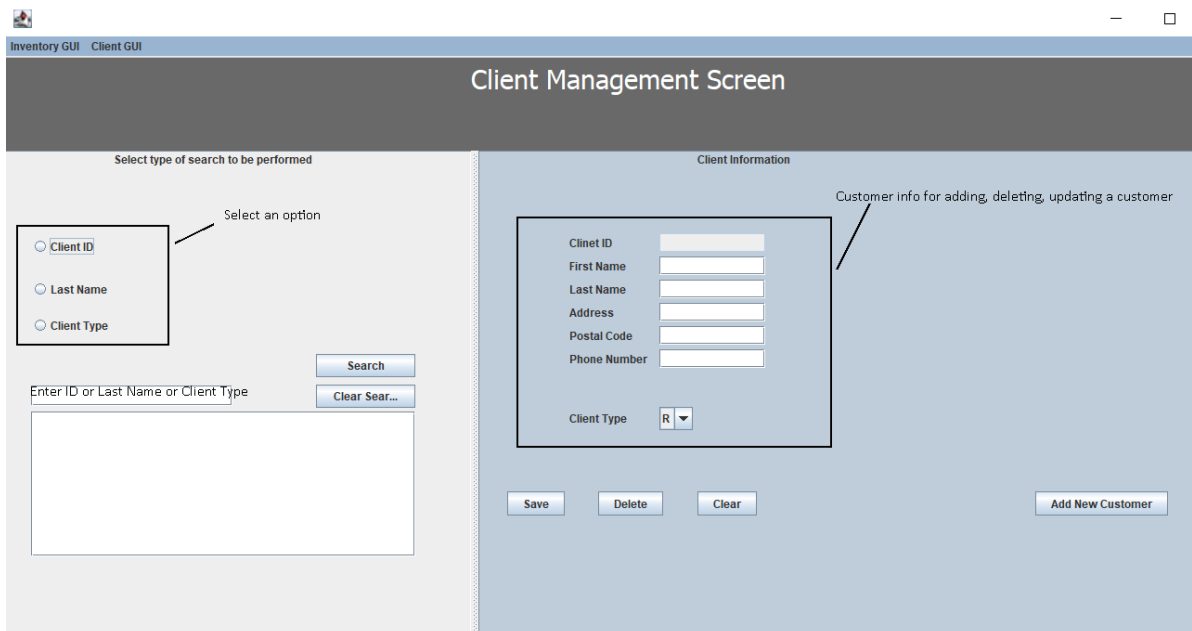 Inventory GUI Client GUI
Client Management Screen
Select type of search to be performed
Select an option
Client ID
Last Name
Client Type
Search
Enter ID or Last Name or Client Type
Clear Sear...
Client Information
Customer info for adding, deleting, updating a customer
Clinet ID
First Name
Last Name
Address
Postal Code
Phone Number
Client Type R
Save Delete Clear Add New Customer